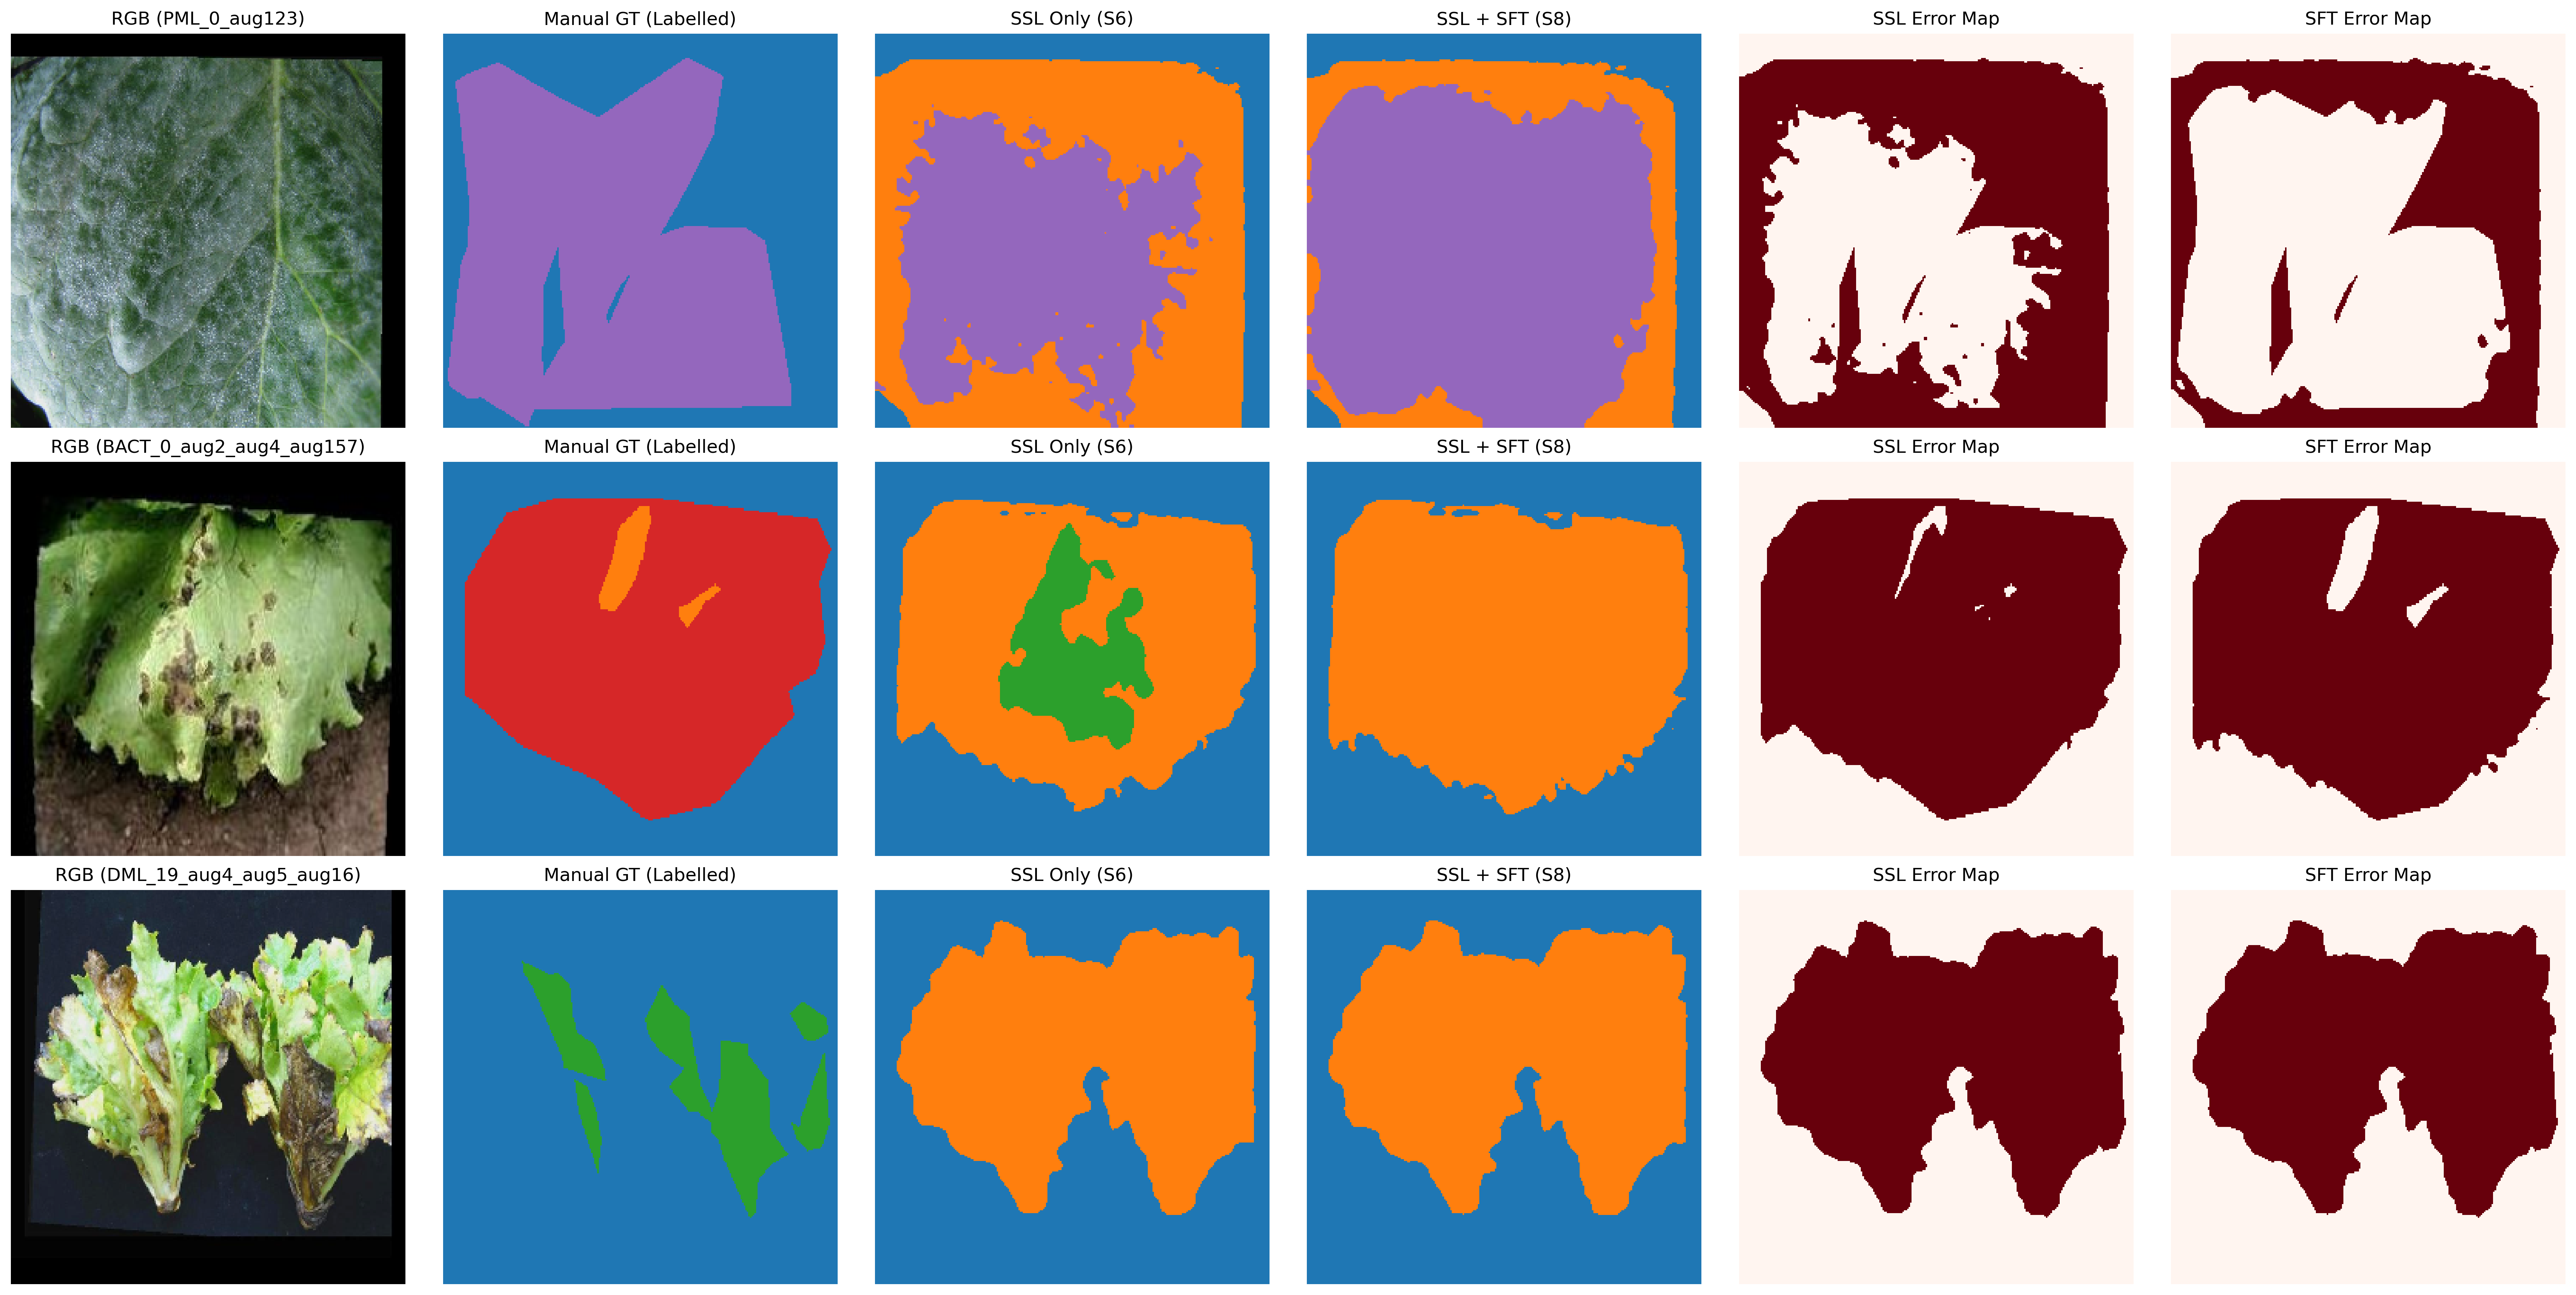 RGB (PML_0_aug123)
Manual GT (Labelled)
SSL Only (S6)
SSL + SFT (S8)
SSL Error Map
SFT Error Map
RGB (BACT_0_aug2_aug4_aug157)
Manual GT (Labelled)
SSL Only (S6)
SSL + SFT (S8)
SSL Error Map
SFT Error Map
RGB (DML_19_aug4_aug5_aug16)
Manual GT (Labelled)
SSL Only (S6)
SSL + SFT (S8)
SSL Error Map
SFT Error Map